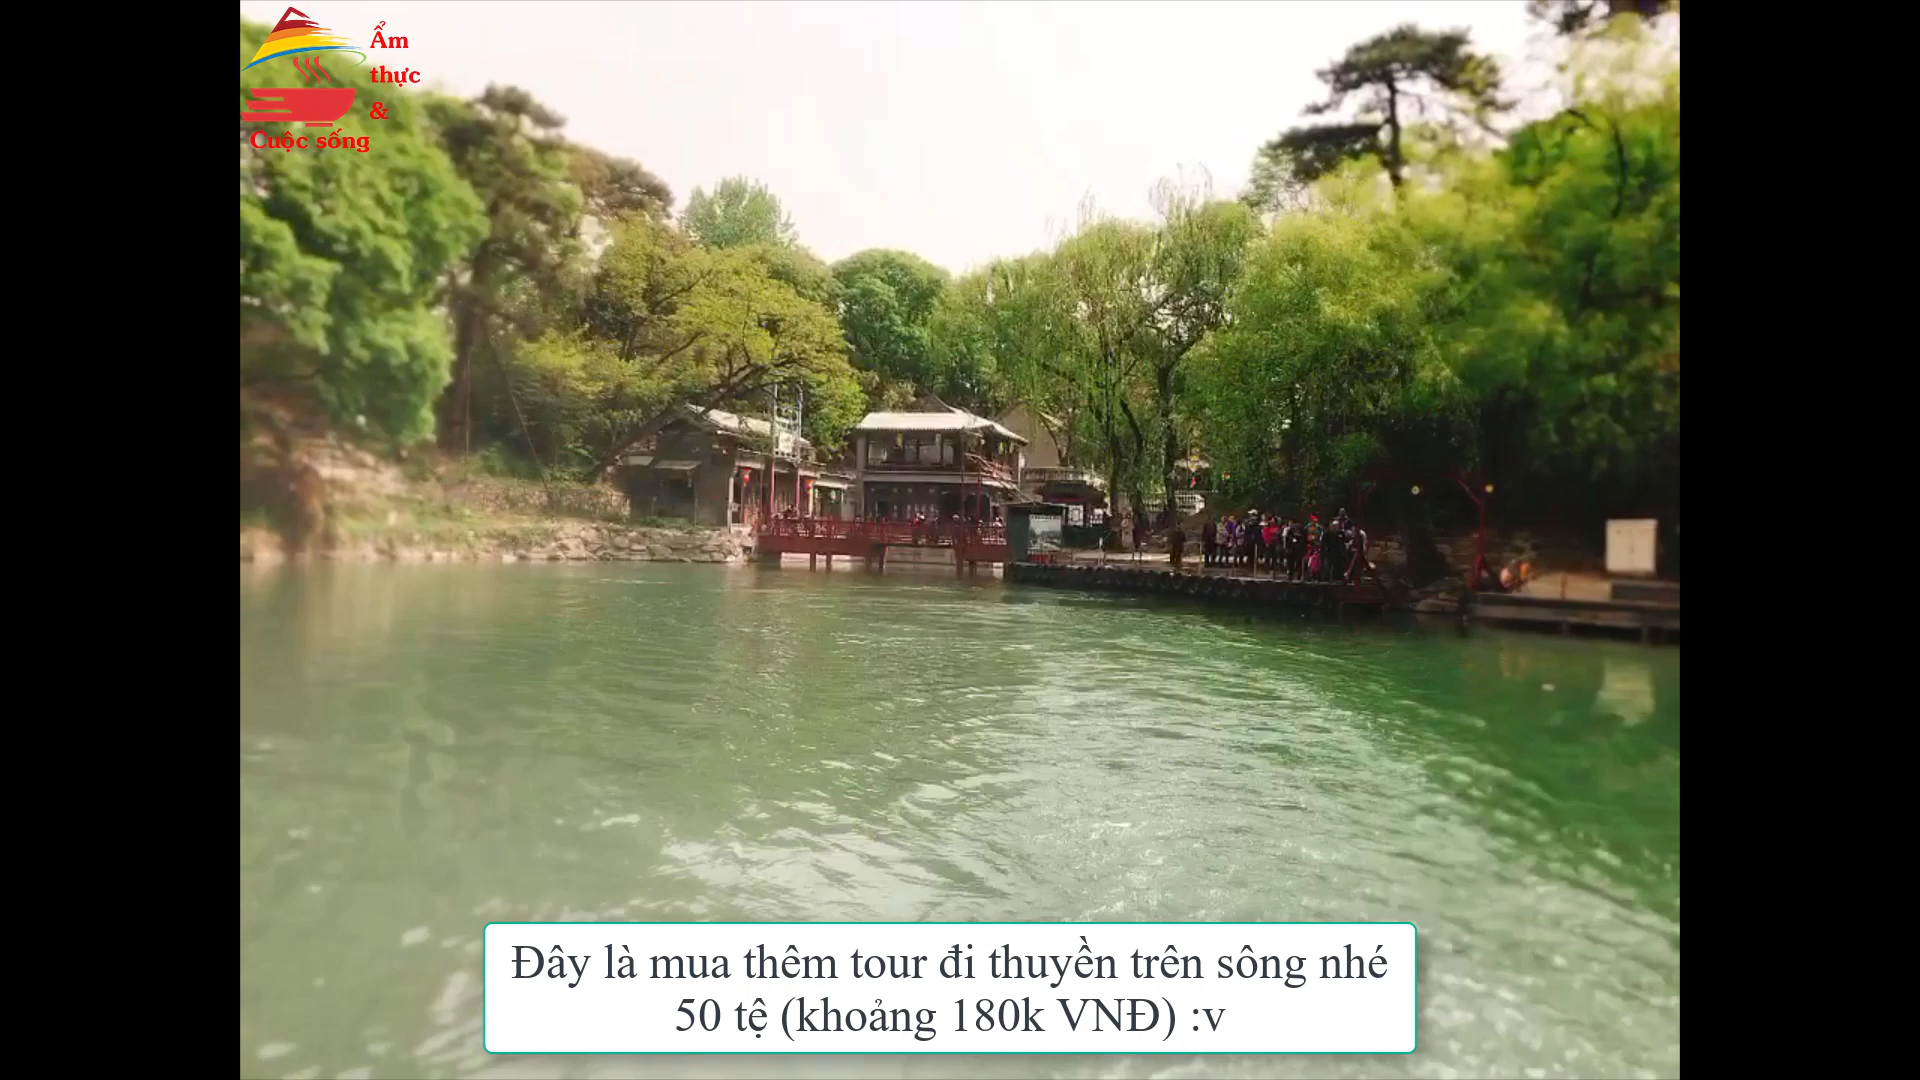 Ẩm
thực
&
Cuộc sống
Đây là mua thêm tour đi thuyền trên sông nhé
50 tệ (khoảng 180k VNĐ) :v